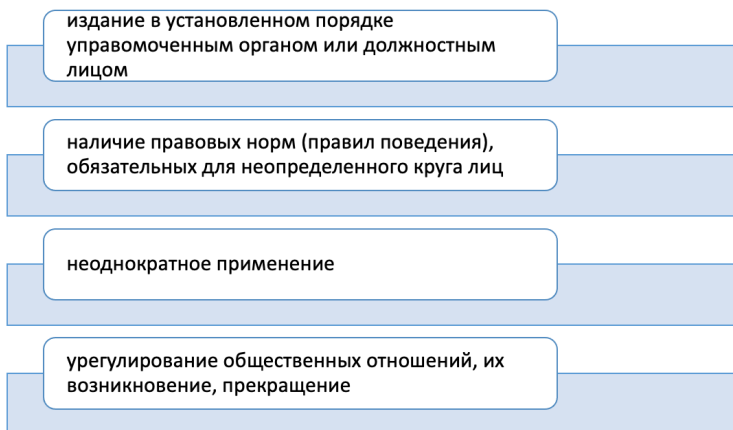 издание в установленном порядке
управомоченным органом или должностным
лицом
наличие правовых норм (правил поведения),
обязательных для неопределенного круга лиц
неоднократное применение
урегулирование общественных отношений, их
возникновение, прекращение